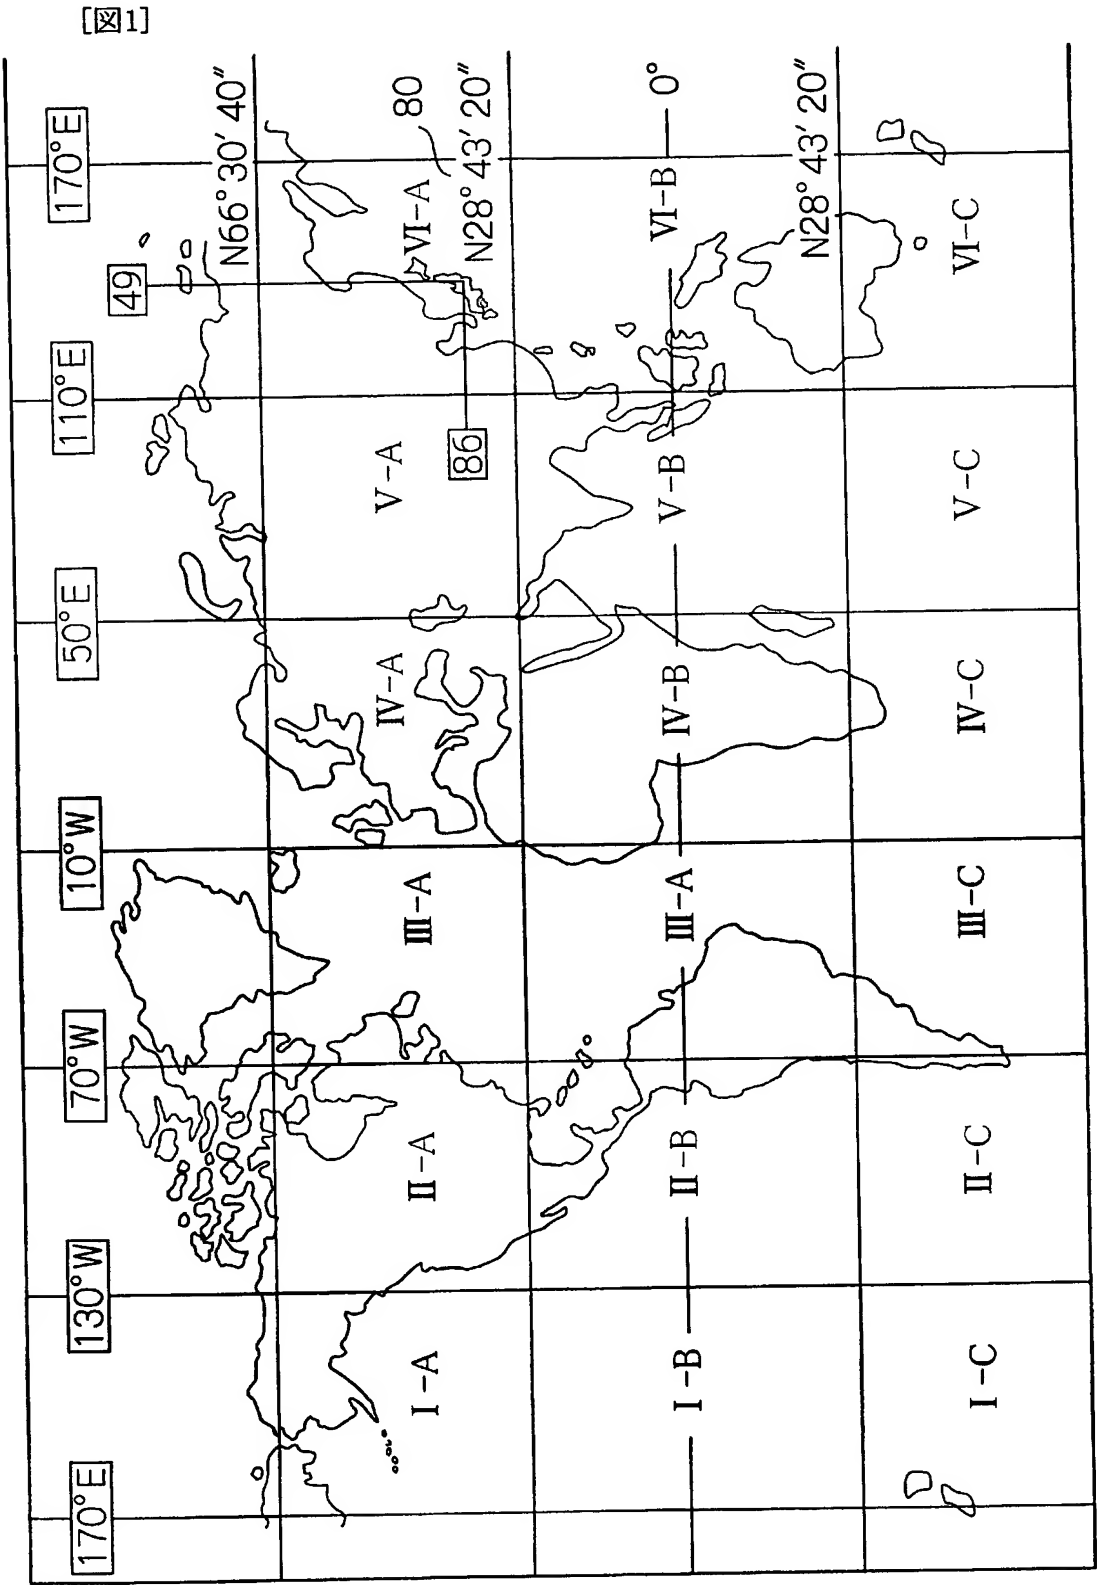 [図1]
170°E
130°W
70°W
10°W
50°E
110°E
49
170°E
N66°30′40″
I-A
II-A
III-A
IV-A
V-A
VI-A
80
86
N28°43′20″
I-B
II-B
III-A
IV-B
V-B
VI-B
0°
N28°43′20″
I-C
II-C
III-C
IV-C
V-C
VI-C